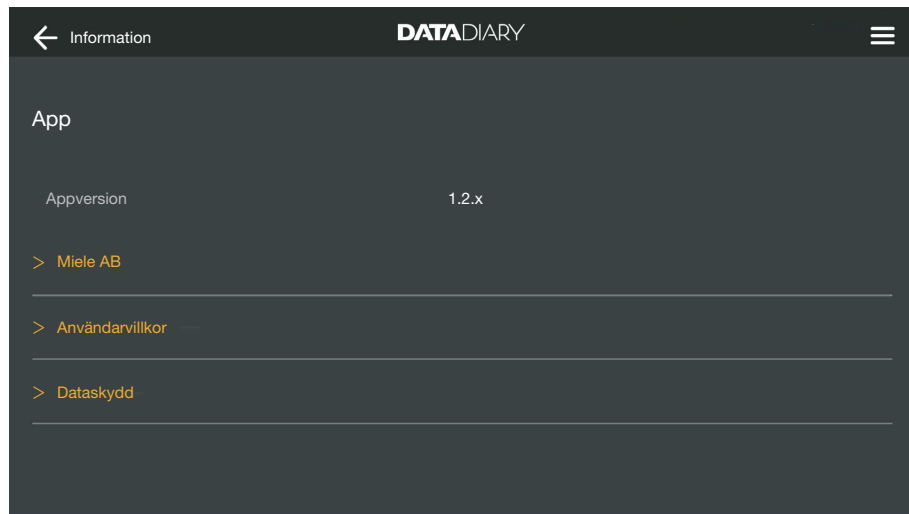 Information
DATADIARY
App
Appversion
1.2.x
> Miele AB
> Användarvillkor
> Dataskydd